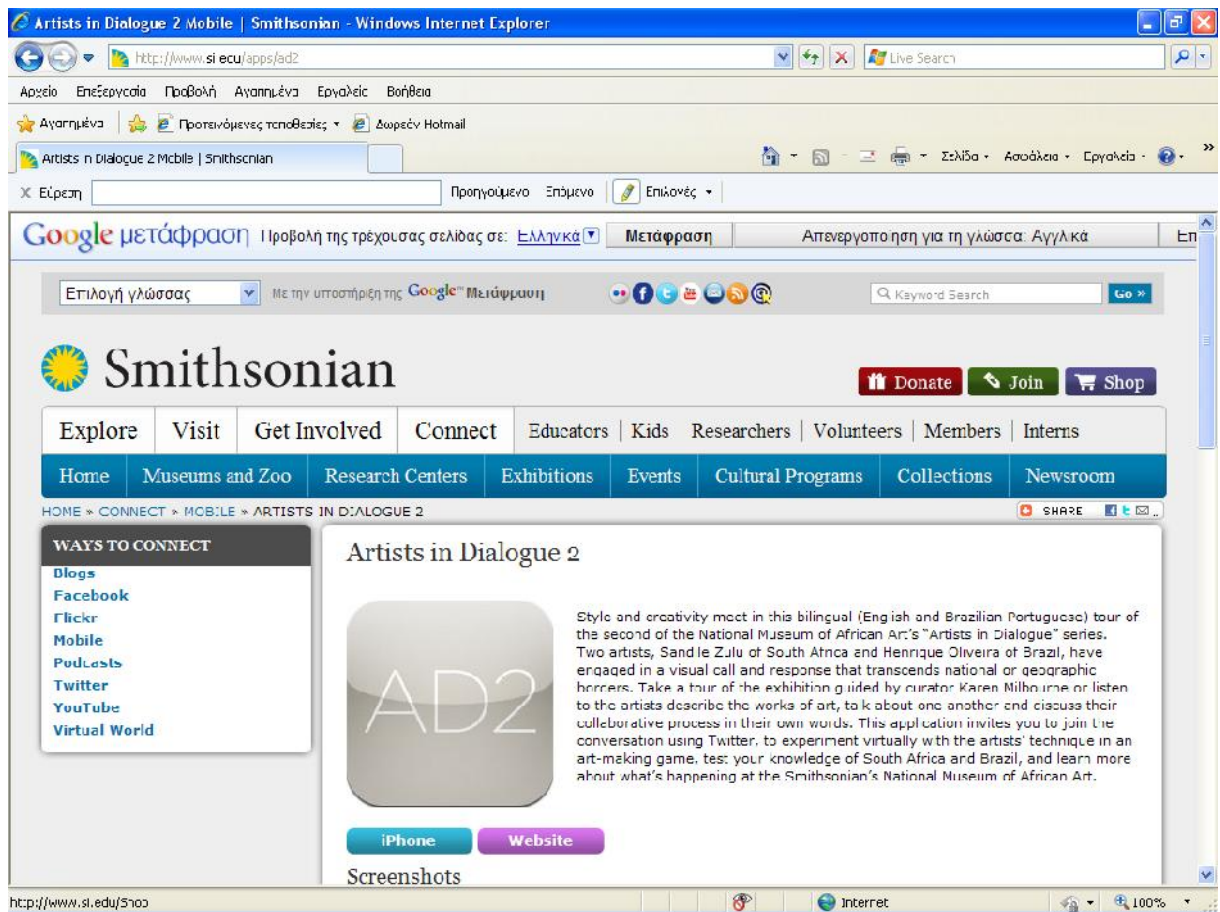 Artists in Dialogue 2 Mobile | Smithsonian - Windows Internet Explorer
http://www.si.edu/apps/ad2
Live Search
Αρχείο Επεξεργασία Προβολή Αγαπημένα Εργαλεία Βοήθεια
Αγαπημένα Προτεινόμενες τοποθεσίες Δωρεάν Hotmail
Artists in Dialogue 2 Mobile | Smithsonian
Σελίδα Ασφάλεια Εργαλεία »
X Εύρεση Προηγούμενο Επόμενο Επιλογές
Google μετάφραση Προβολή της τρέχουσας σελίδας σε: Ελληνικά Μετάφραση Απενεργοποίηση για τη γλώσσα: Αγγλικά Επ
Επιλογή γλώσσας Με την υποστήριξη της Google™ Μετάφραση
Keyword Search Go »
Smithsonian
Donate Join Shop
Explore Visit Get Involved Connect Educators | Kids Researchers | Volunteers | Members | Interns
Home Museums and Zoo Research Centers Exhibitions Events Cultural Programs Collections Newsroom
HOME » CONNECT » MOBILE » ARTISTS IN DIALOGUE 2
SHARE
WAYS TO CONNECT
Blogs
Facebook
Flickr
Mobile
Podcasts
Twitter
YouTube
Virtual World
Artists in Dialogue 2
AD2
Style and creativity meet in this bilingual (English and Brazilian Portuguese) tour of
the second of the National Museum of African Art's "Artists in Dialogue" series.
Two artists, Sandile Zulu of South Africa and Henrique Oliveira of Brazil, have
engaged in a visual call and response that transcends national or geographic
borders. Take a tour of the exhibition guided by curator Karen Milbourne or listen
to the artists describe the works of art, talk about one another and discuss their
collaborative process in their own words. This application invites you to join the
conversation using Twitter, to experiment virtually with the artists' technique in an
art-making game, test your knowledge of South Africa and Brazil, and learn more
about what's happening at the Smithsonian's National Museum of African Art.
iPhone Website
Screenshots
http://www.si.edu/Shop
Internet
100%